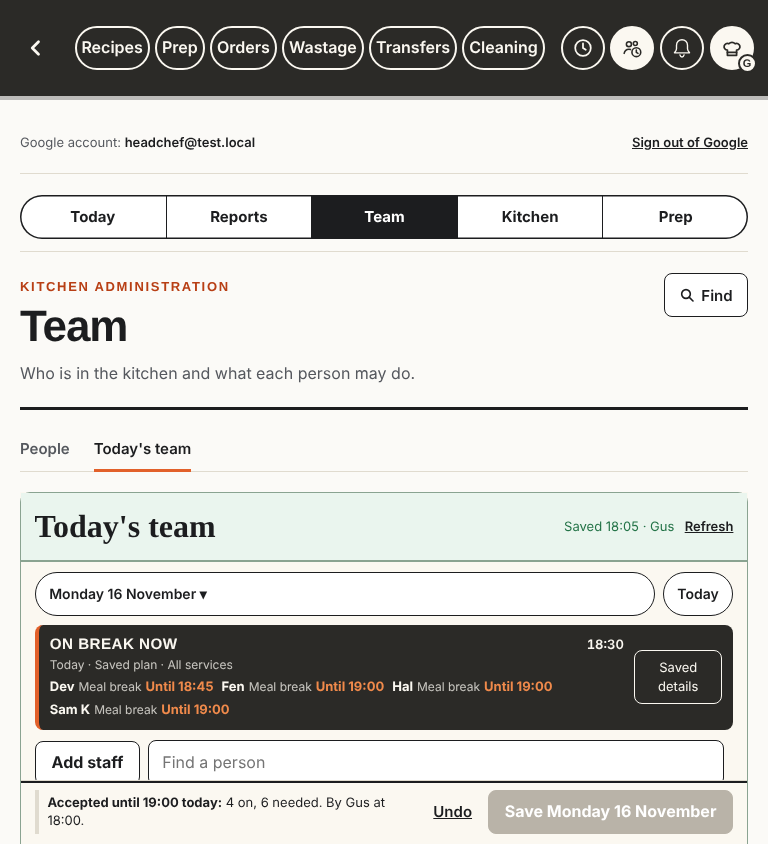 Recipes Prep Orders Wastage Transfers Cleaning G
Google account: headchef@test.local Sign out of Google
Today Reports Team Kitchen Prep
KITCHEN ADMINISTRATION
Find
Team
Who is in the kitchen and what each person may do.
People Today's team
Today's team Saved 18:05 · Gus Refresh
Monday 16 November ▾ Today
ON BREAK NOW 18:30
Today · Saved plan · All services
Saved details
Dev Meal break Until 18:45 Fen Meal break Until 19:00 Hal Meal break Until 19:00
Sam K Meal break Until 19:00
Add staff Find a person
Accepted until 19:00 today: 4 on, 6 needed. By Gus at
18:00.
Undo Save Monday 16 November